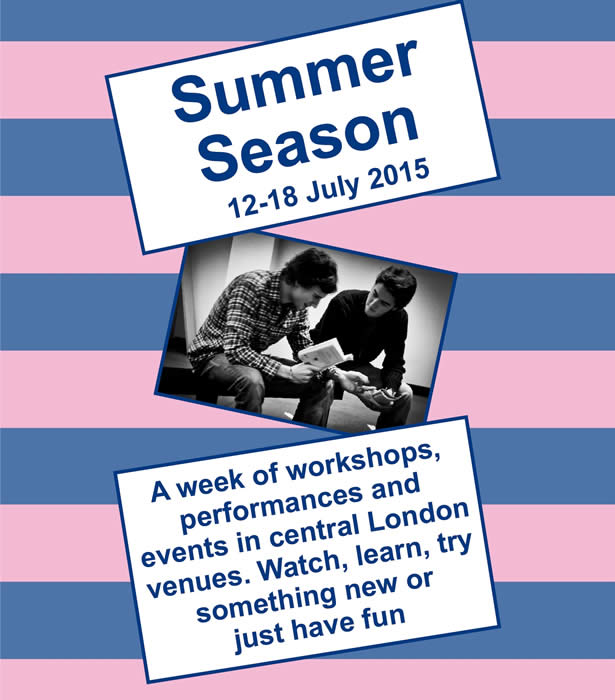 Summer
Season
12-18 July 2015
A week of workshops,
performances and
events in central London
venues. Watch, learn, try
something new or
just have fun